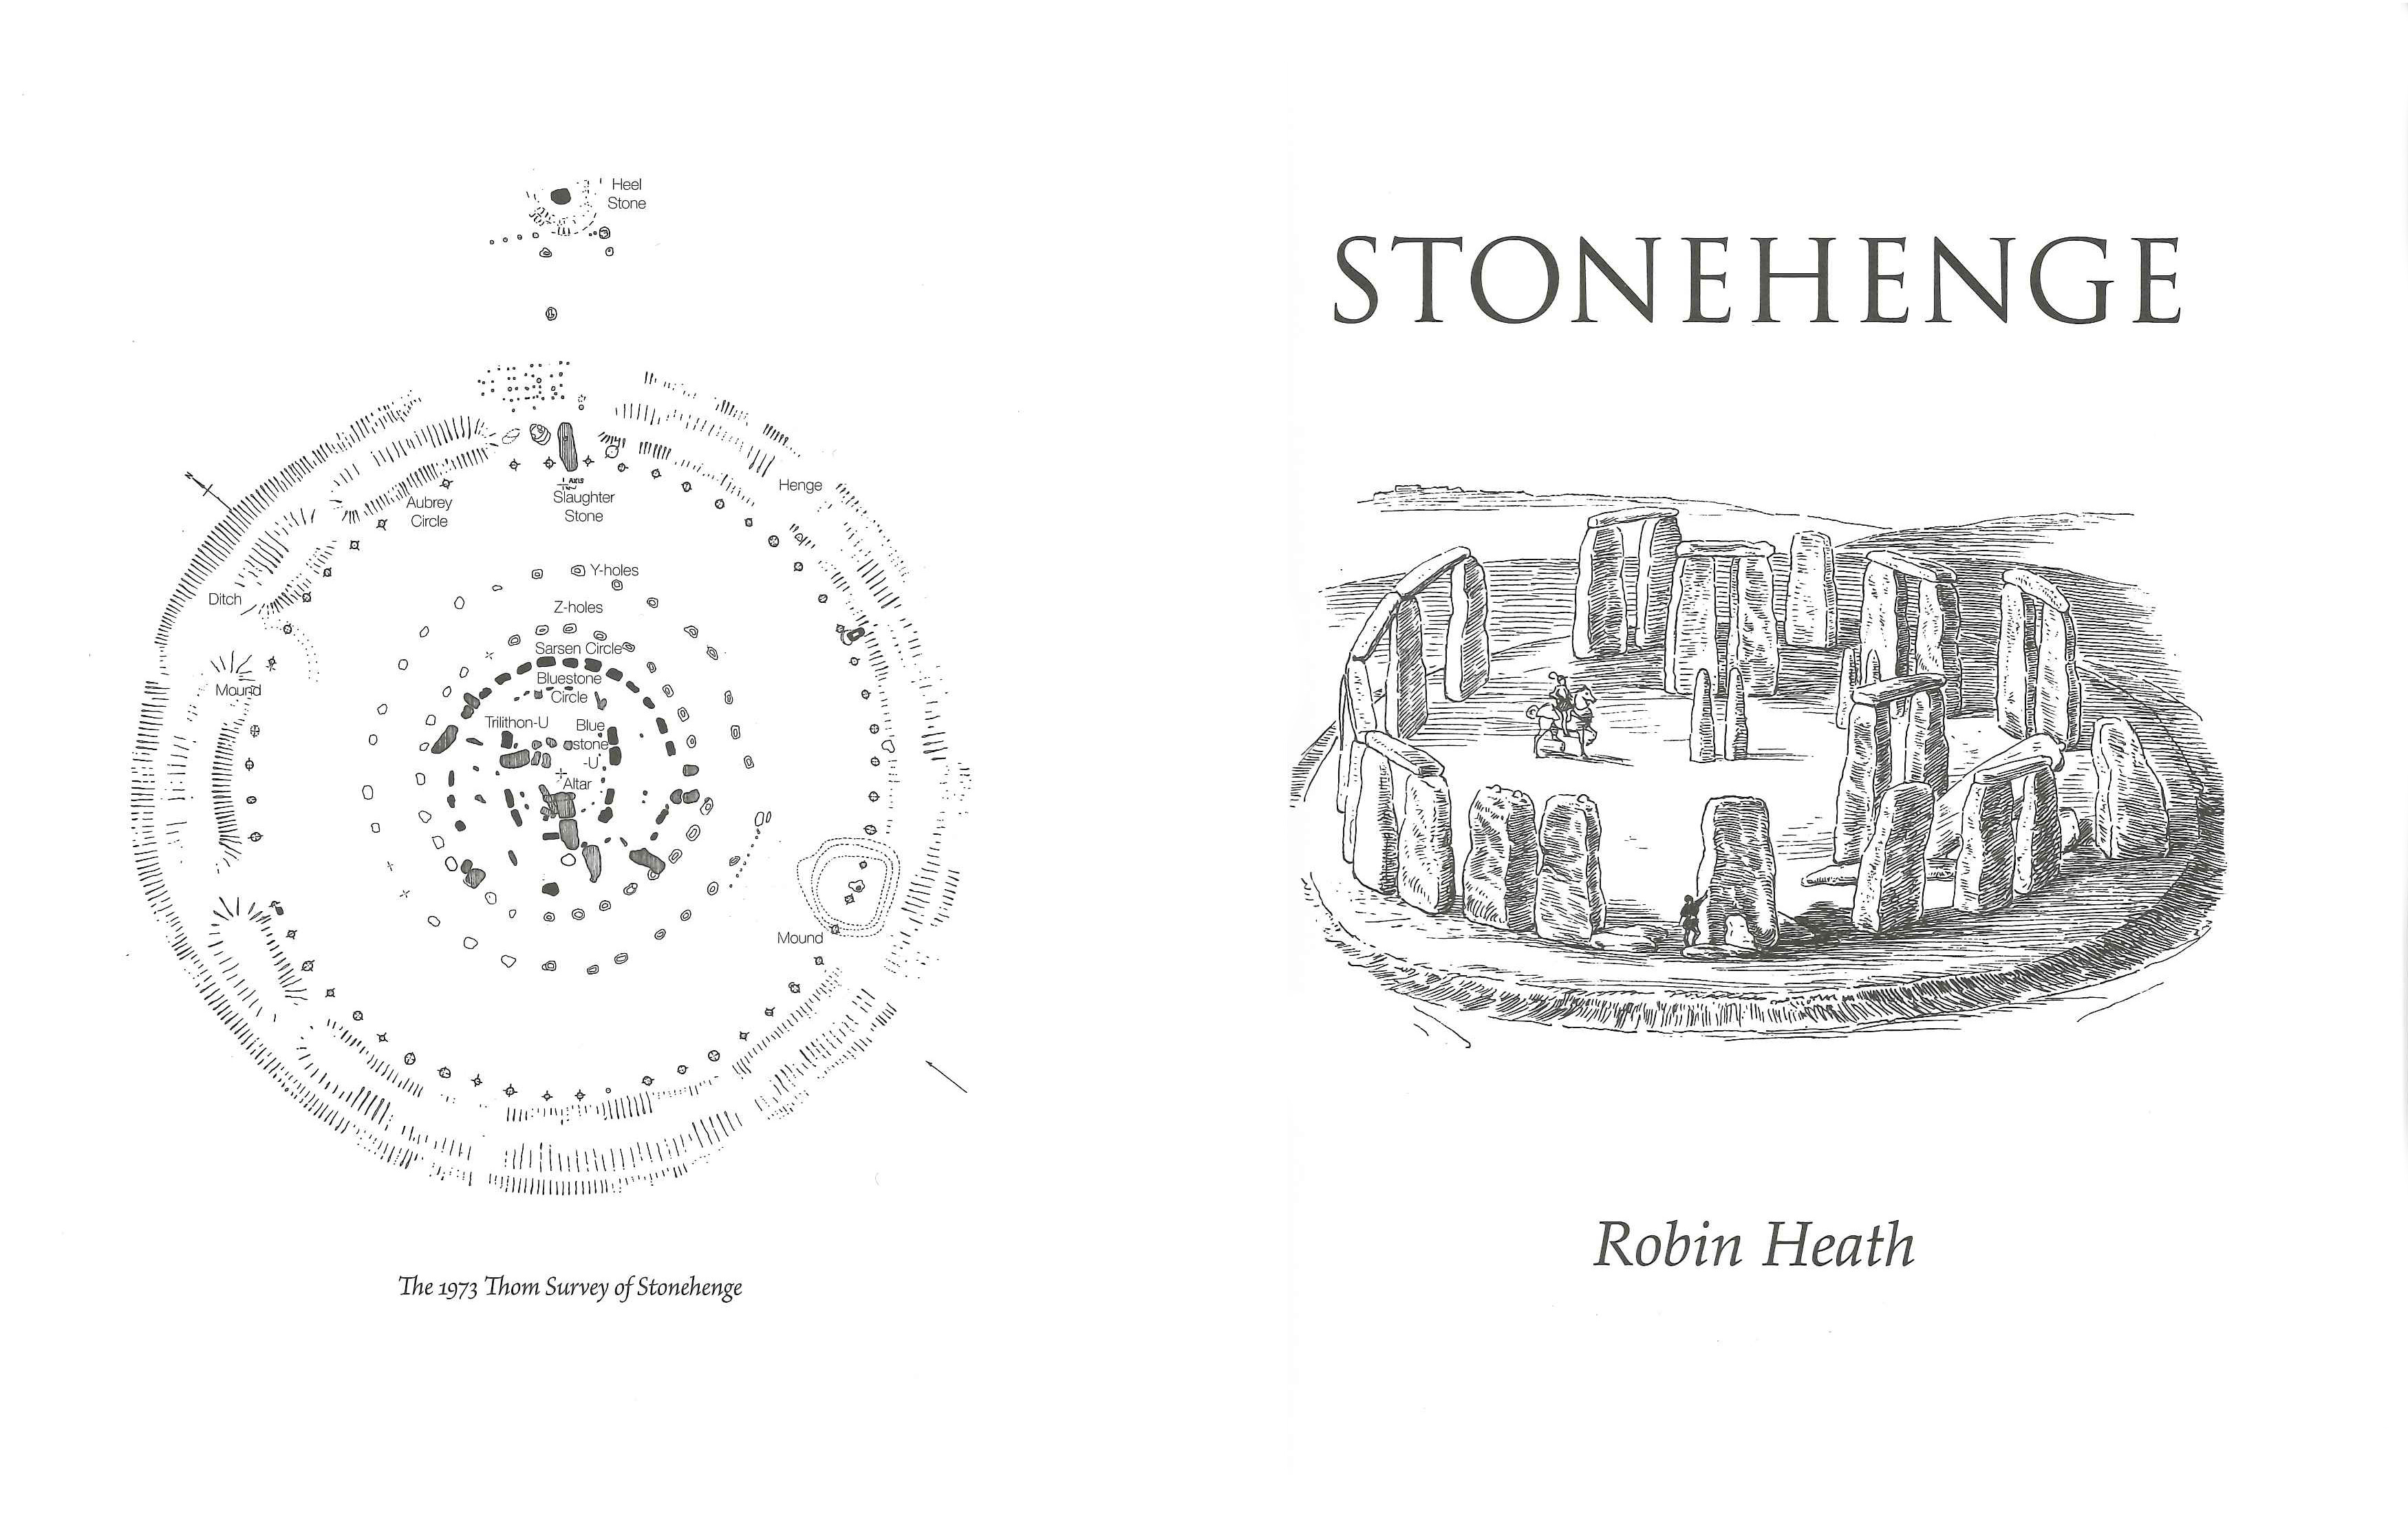 Heel
Stone
N
AXIS
Slaughter
Stone
Henge
Aubrey
Circle
Ditch
Y-holes
Z-holes
Sarsen Circle
Mound
Bluestone
Circle
Trilithon-U
Blue
stone
-U
Altar
Mound
The 1973 Thom Survey of Stonehenge
STONEHENGE
Robin Heath